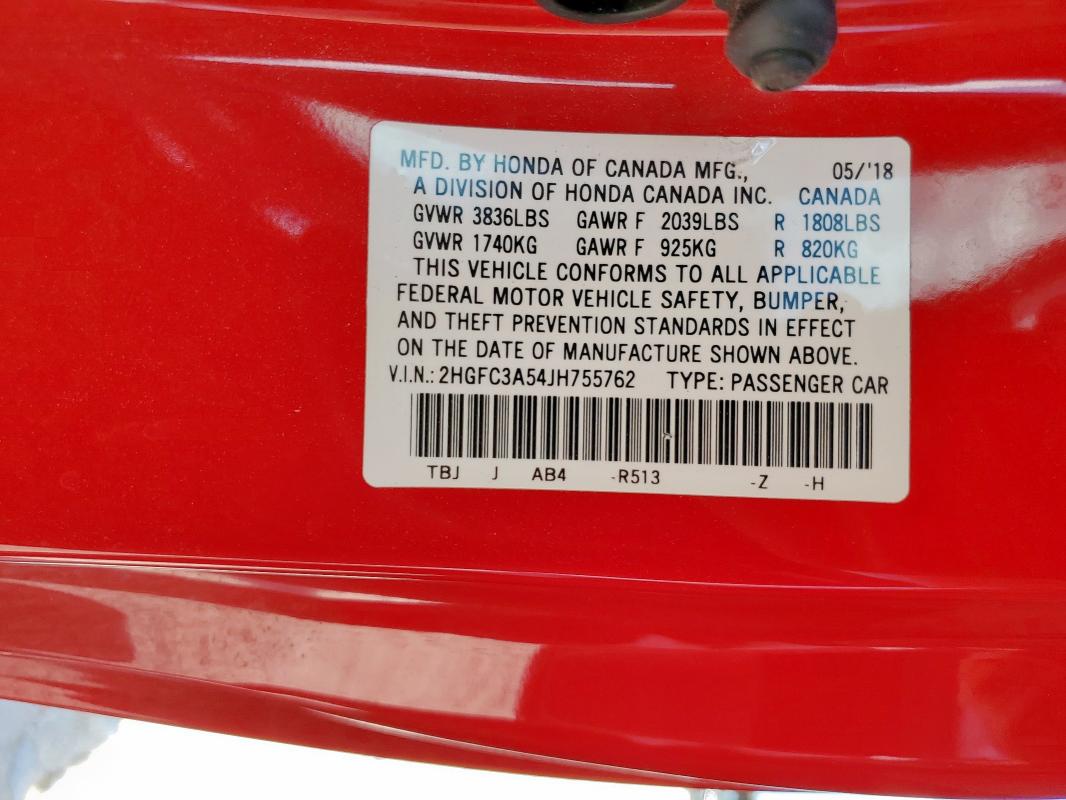 MFD. BY HONDA OF CANADA MFG., 05/'18
A DIVISION OF HONDA CANADA INC. CANADA
GVWR 3836LBS GAWR F 2039LBS R 1808LBS
GVWR 1740KG GAWR F 925KG R 820KG
THIS VEHICLE CONFORMS TO ALL APPLICABLE
FEDERAL MOTOR VEHICLE SAFETY, BUMPER,
AND THEFT PREVENTION STANDARDS IN EFFECT
ON THE DATE OF MANUFACTURE SHOWN ABOVE.
V.I.N.: 2HGFC3A54JH755762 TYPE: PASSENGER CAR
TBJ J AB4 -R513 -Z -H